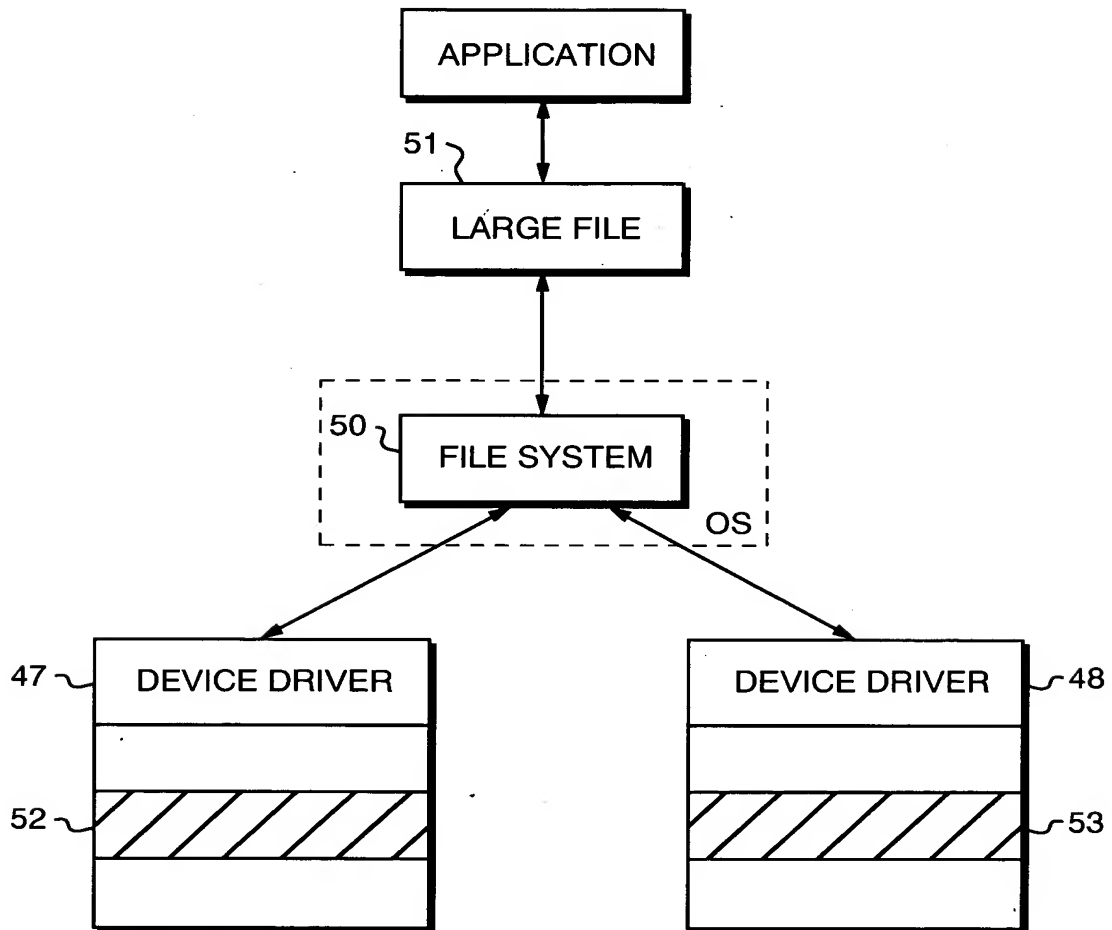 APPLICATION
51
LARGE FILE
50
FILE SYSTEM
OS
47
DEVICE DRIVER
DEVICE DRIVER
48
52
53